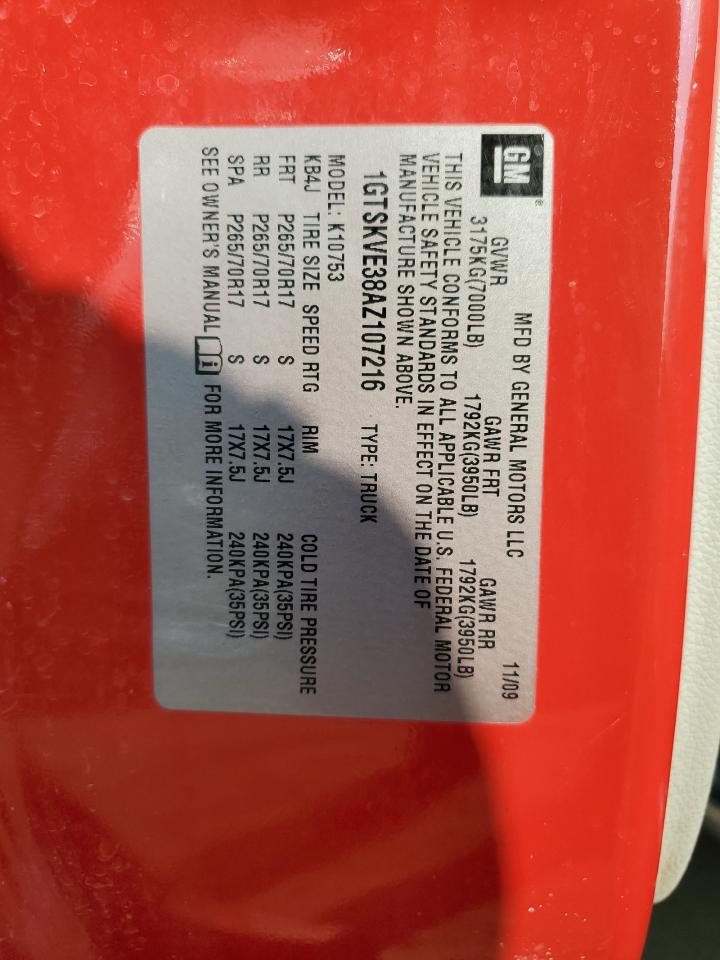 GM®
MFD BY GENERAL MOTORS LLC 11/09
GVWR GAWR FRT GAWR RR
3175KG(7000LB) 1792KG(3950LB) 1792KG(3950LB)
THIS VEHICLE CONFORMS TO ALL APPLICABLE U.S. FEDERAL MOTOR
VEHICLE SAFETY STANDARDS IN EFFECT ON THE DATE OF
MANUFACTURE SHOWN ABOVE.
1GTSKVE38AZ107216 TYPE: TRUCK
MODEL: K10753
KB4J TIRE SIZE SPEED RTG RIM COLD TIRE PRESSURE
FRT P265/70R17 S 17X7.5J 240KPA(35PSI)
RR P265/70R17 S 17X7.5J 240KPA(35PSI)
SPA P265/70R17 S 17X7.5J 240KPA(35PSI)
SEE OWNER'S MANUAL i FOR MORE INFORMATION.